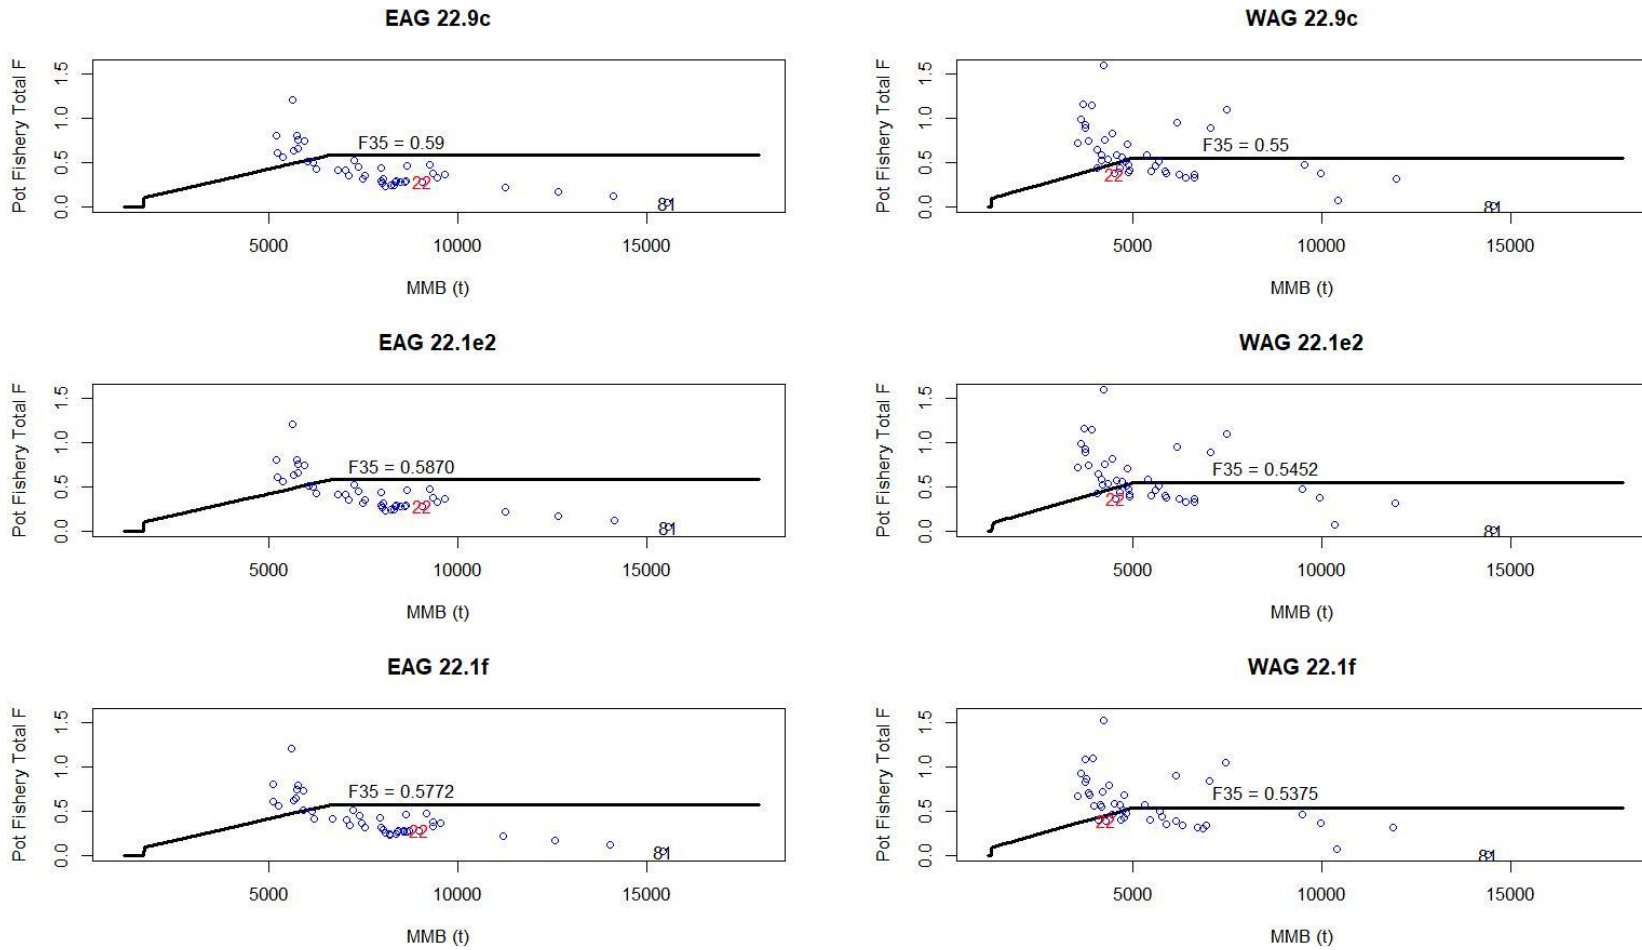 EAG 22.9c
WAG 22.9c
Pot Fishery Total F
0.0 0.5 1.0 1.5
F35 = 0.59
22
81
5000 10000 15000
MMB (t)
Pot Fishery Total F
0.0 0.5 1.0 1.5
F35 = 0.55
22
81
5000 10000 15000
MMB (t)
EAG 22.1e2
WAG 22.1e2
Pot Fishery Total F
0.0 0.5 1.0 1.5
F35 = 0.5870
22
81
5000 10000 15000
MMB (t)
Pot Fishery Total F
0.0 0.5 1.0 1.5
F35 = 0.5452
22
81
5000 10000 15000
MMB (t)
EAG 22.1f
WAG 22.1f
Pot Fishery Total F
0.0 0.5 1.0 1.5
F35 = 0.5772
22
81
5000 10000 15000
MMB (t)
Pot Fishery Total F
0.0 0.5 1.0 1.5
F35 = 0.5375
22
81
5000 10000 15000
MMB (t)